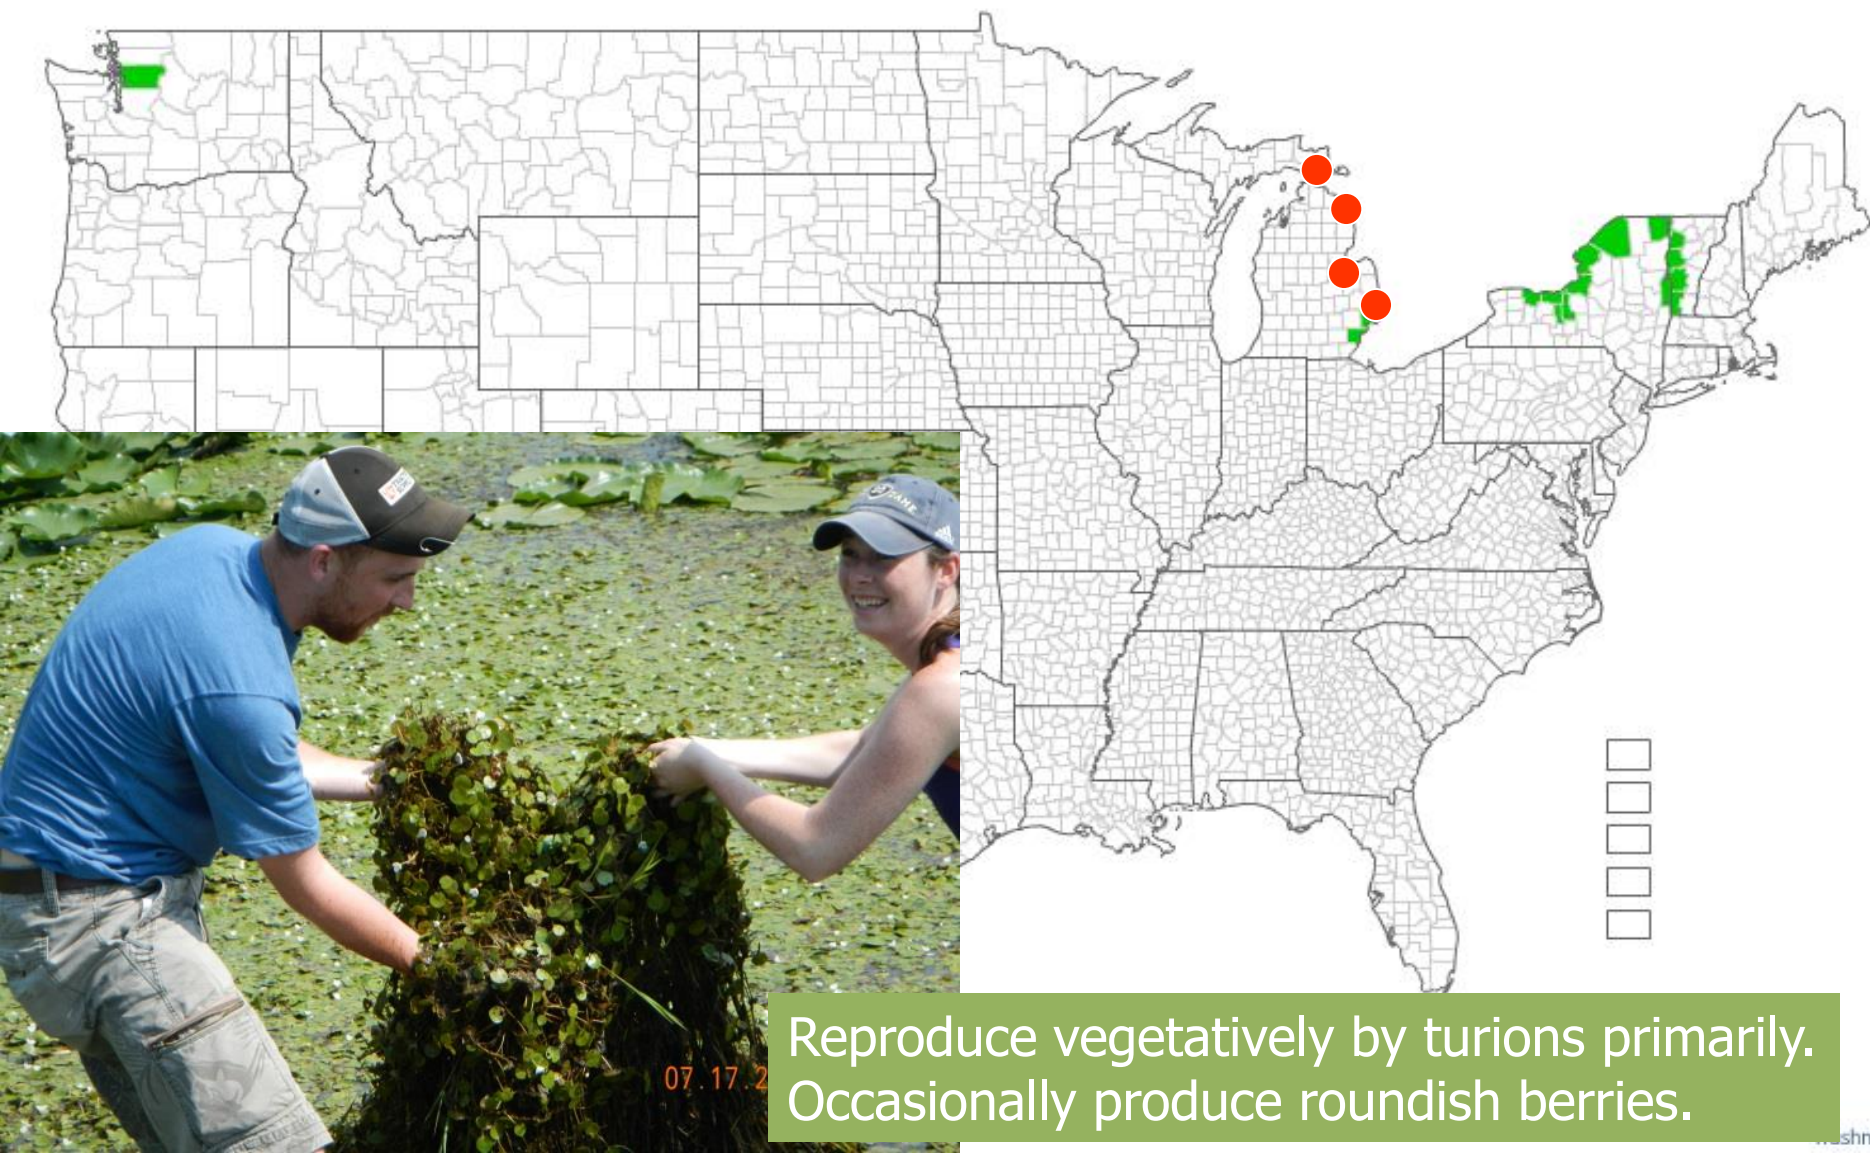 07.17.2
Reproduce vegetatively by turions primarily.
Occasionally produce roundish berries.